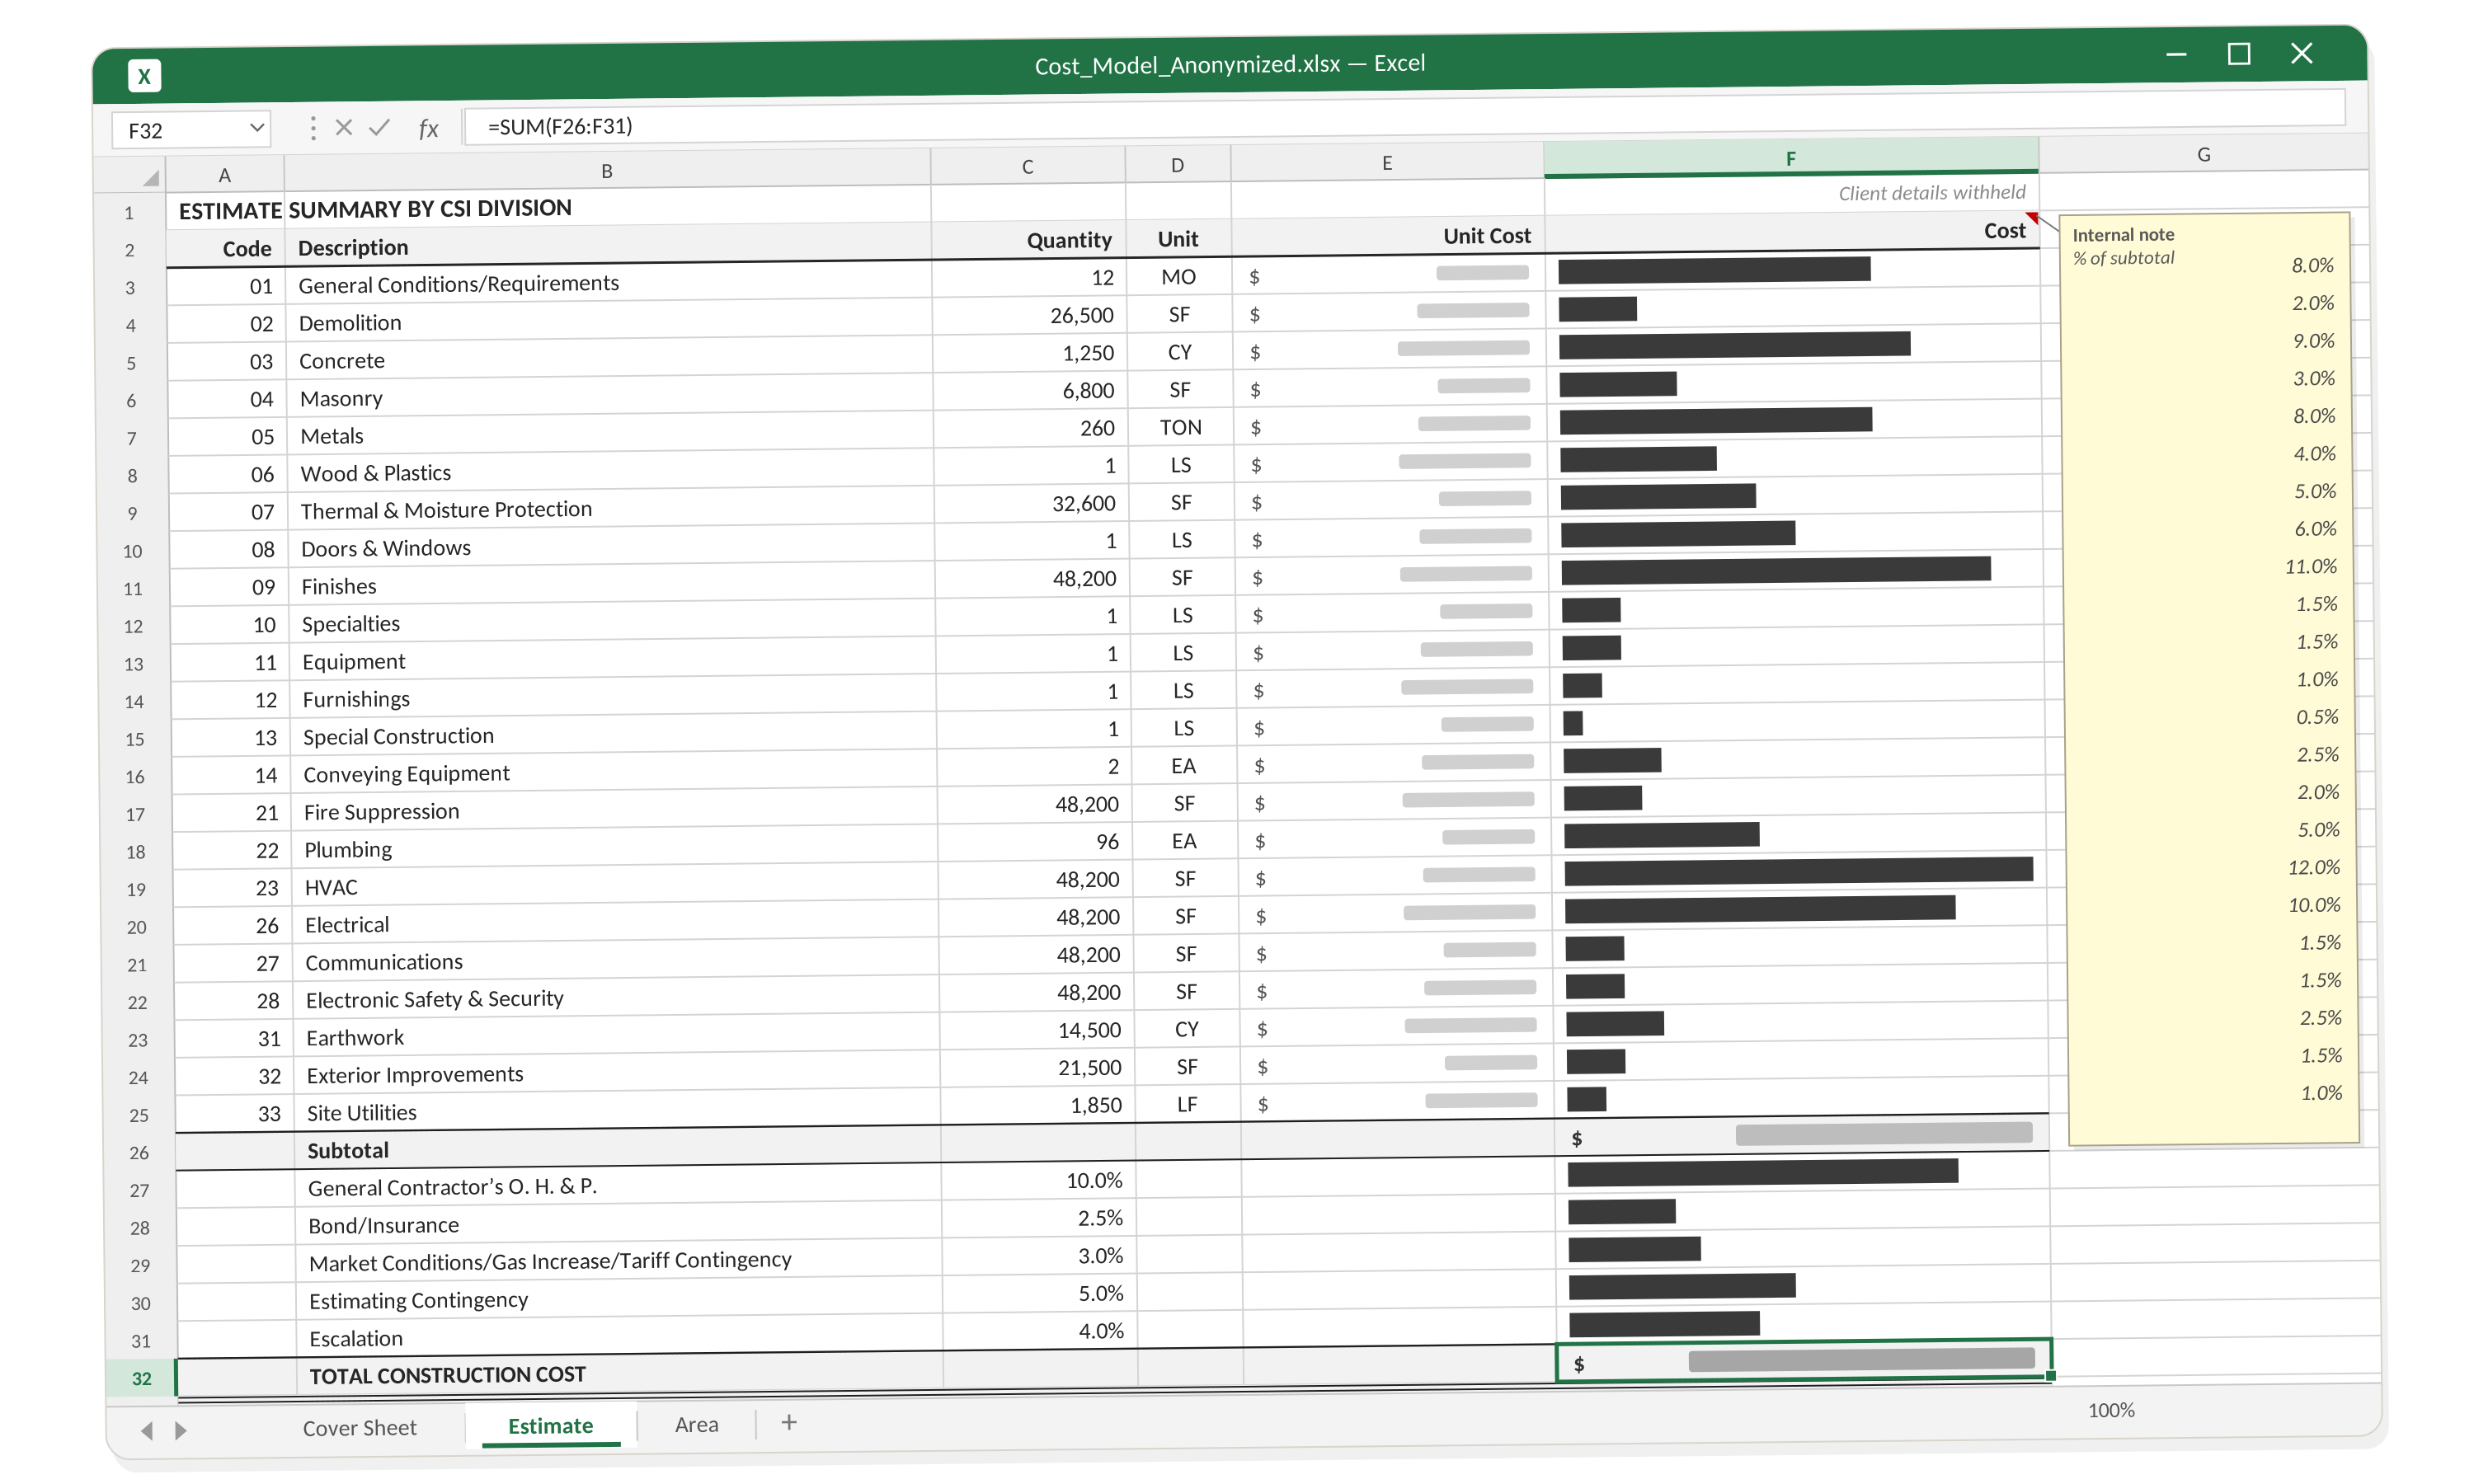 X Cost_Model_Anonymized.xlsx — Excel
F32 fx =SUM(F26:F31)
A B C D E F G
1 ESTIMATE SUMMARY BY CSI DIVISION Client details withheld
2 Code Description Quantity Unit Unit Cost Cost
Internal note
% of subtotal
3 01 General Conditions/Requirements 12 MO $ 8.0%
4 02 Demolition 26,500 SF $ 2.0%
5 03 Concrete 1,250 CY $ 9.0%
6 04 Masonry 6,800 SF $ 3.0%
7 05 Metals 260 TON $ 8.0%
8 06 Wood & Plastics 1 LS $ 4.0%
9 07 Thermal & Moisture Protection 32,600 SF $ 5.0%
10 08 Doors & Windows 1 LS $ 6.0%
11 09 Finishes 48,200 SF $ 11.0%
12 10 Specialties 1 LS $ 1.5%
13 11 Equipment 1 LS $ 1.5%
14 12 Furnishings 1 LS $ 1.0%
15 13 Special Construction 1 LS $ 0.5%
16 14 Conveying Equipment 2 EA $ 2.5%
17 21 Fire Suppression 48,200 SF $ 2.0%
18 22 Plumbing 96 EA $ 5.0%
19 23 HVAC 48,200 SF $ 12.0%
20 26 Electrical 48,200 SF $ 10.0%
21 27 Communications 48,200 SF $ 1.5%
22 28 Electronic Safety & Security 48,200 SF $ 1.5%
23 31 Earthwork 14,500 CY $ 2.5%
24 32 Exterior Improvements 21,500 SF $ 1.5%
25 33 Site Utilities 1,850 LF $ 1.0%
26 Subtotal $
27 General Contractor’s O. H. & P. 10.0%
28 Bond/Insurance 2.5%
29 Market Conditions/Gas Increase/Tariff Contingency 3.0%
30 Estimating Contingency 5.0%
31 Escalation 4.0%
32 TOTAL CONSTRUCTION COST $
Cover Sheet Estimate Area + 100%